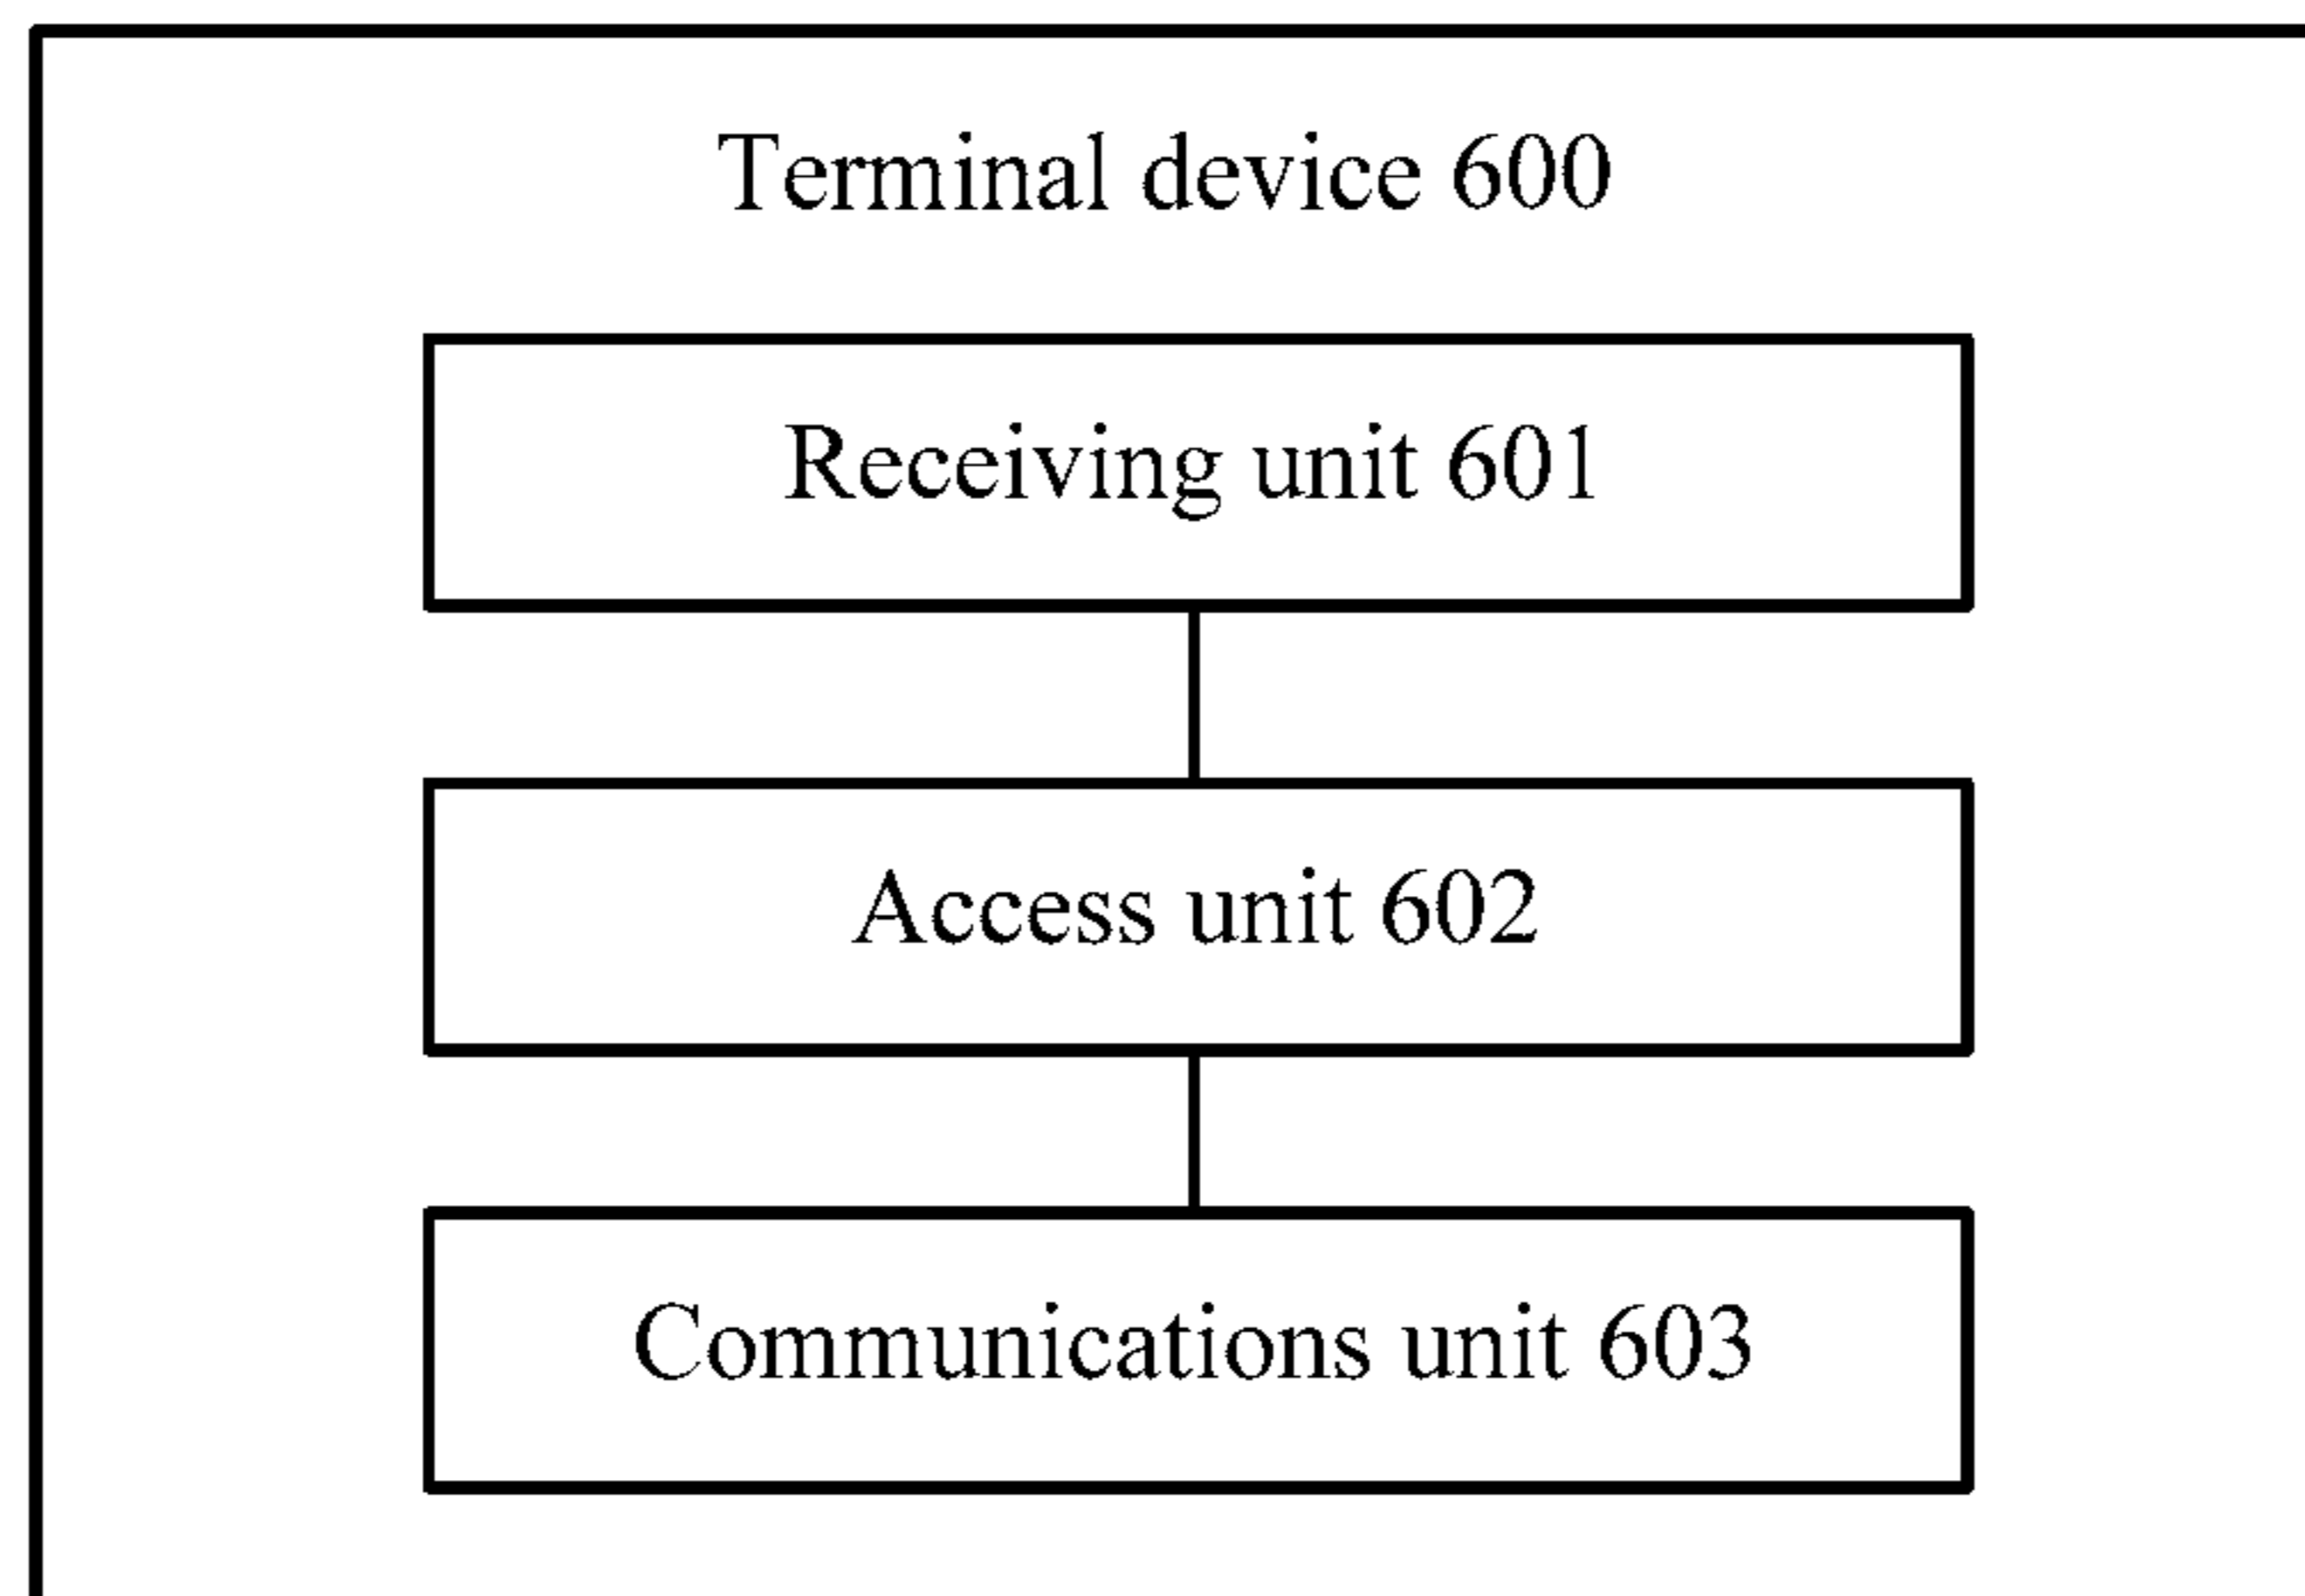 Terminal device 600
Receiving unit 601
Access unit 602
Communications unit 603